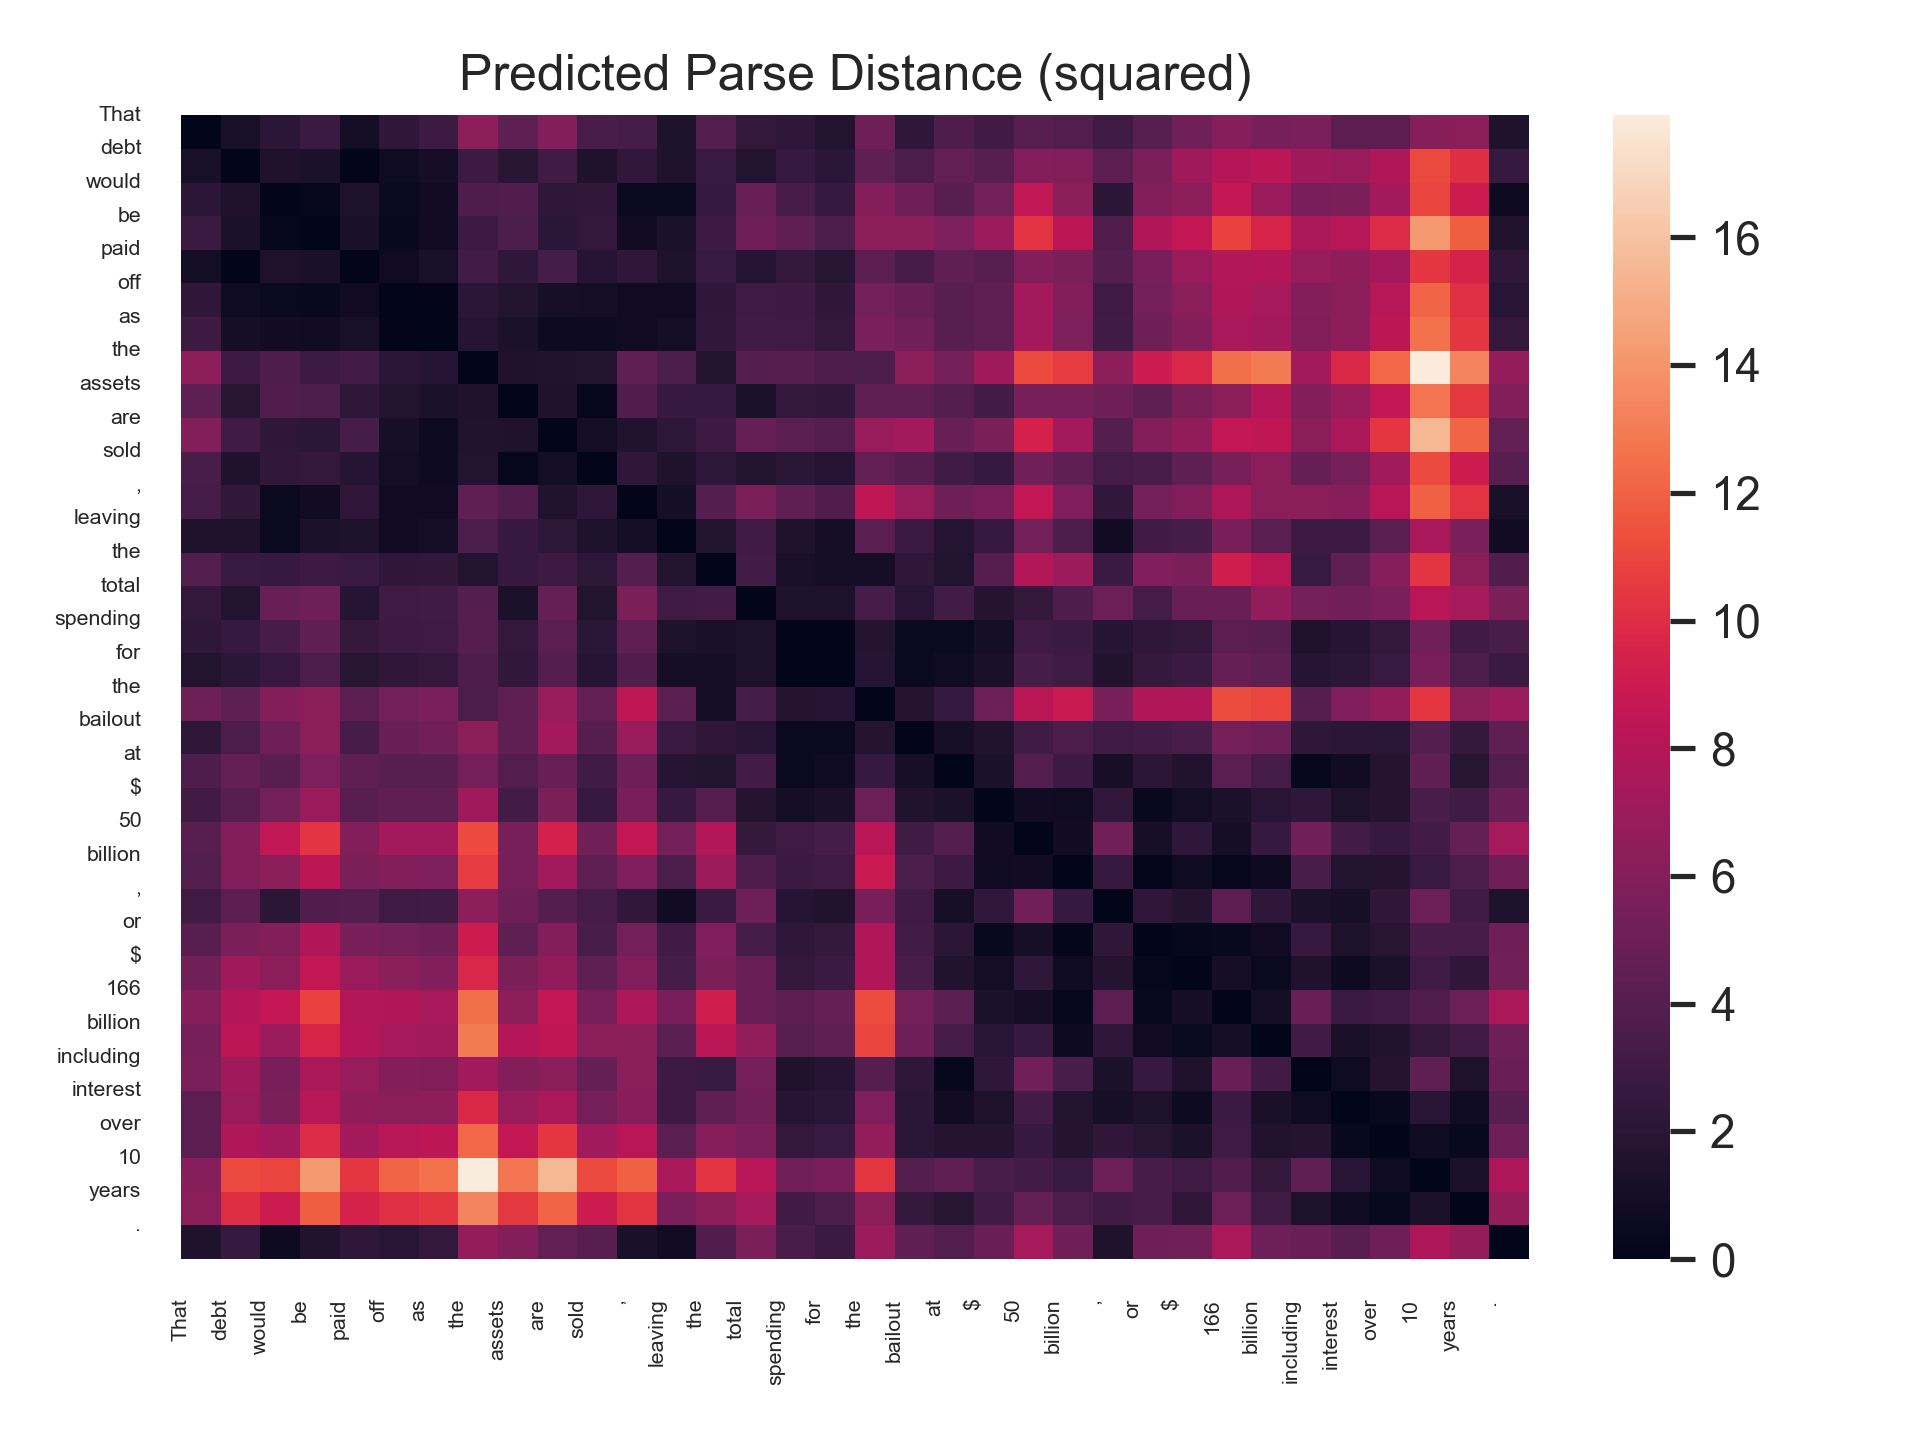 Predicted Parse Distance (squared)
That
debt
would
be
paid
off
as
the
assets
are
sold
,
leaving
the
total
spending
for
the
bailout
at
$
50
billion
,
or
$
166
billion
including
interest
over
10
years
.
16
14
12
10
8
6
4
2
0
That debt would be paid off as the assets are sold , leaving the total spending for the bailout at $ 50 billion , or $ 166 billion including interest over 10 years .